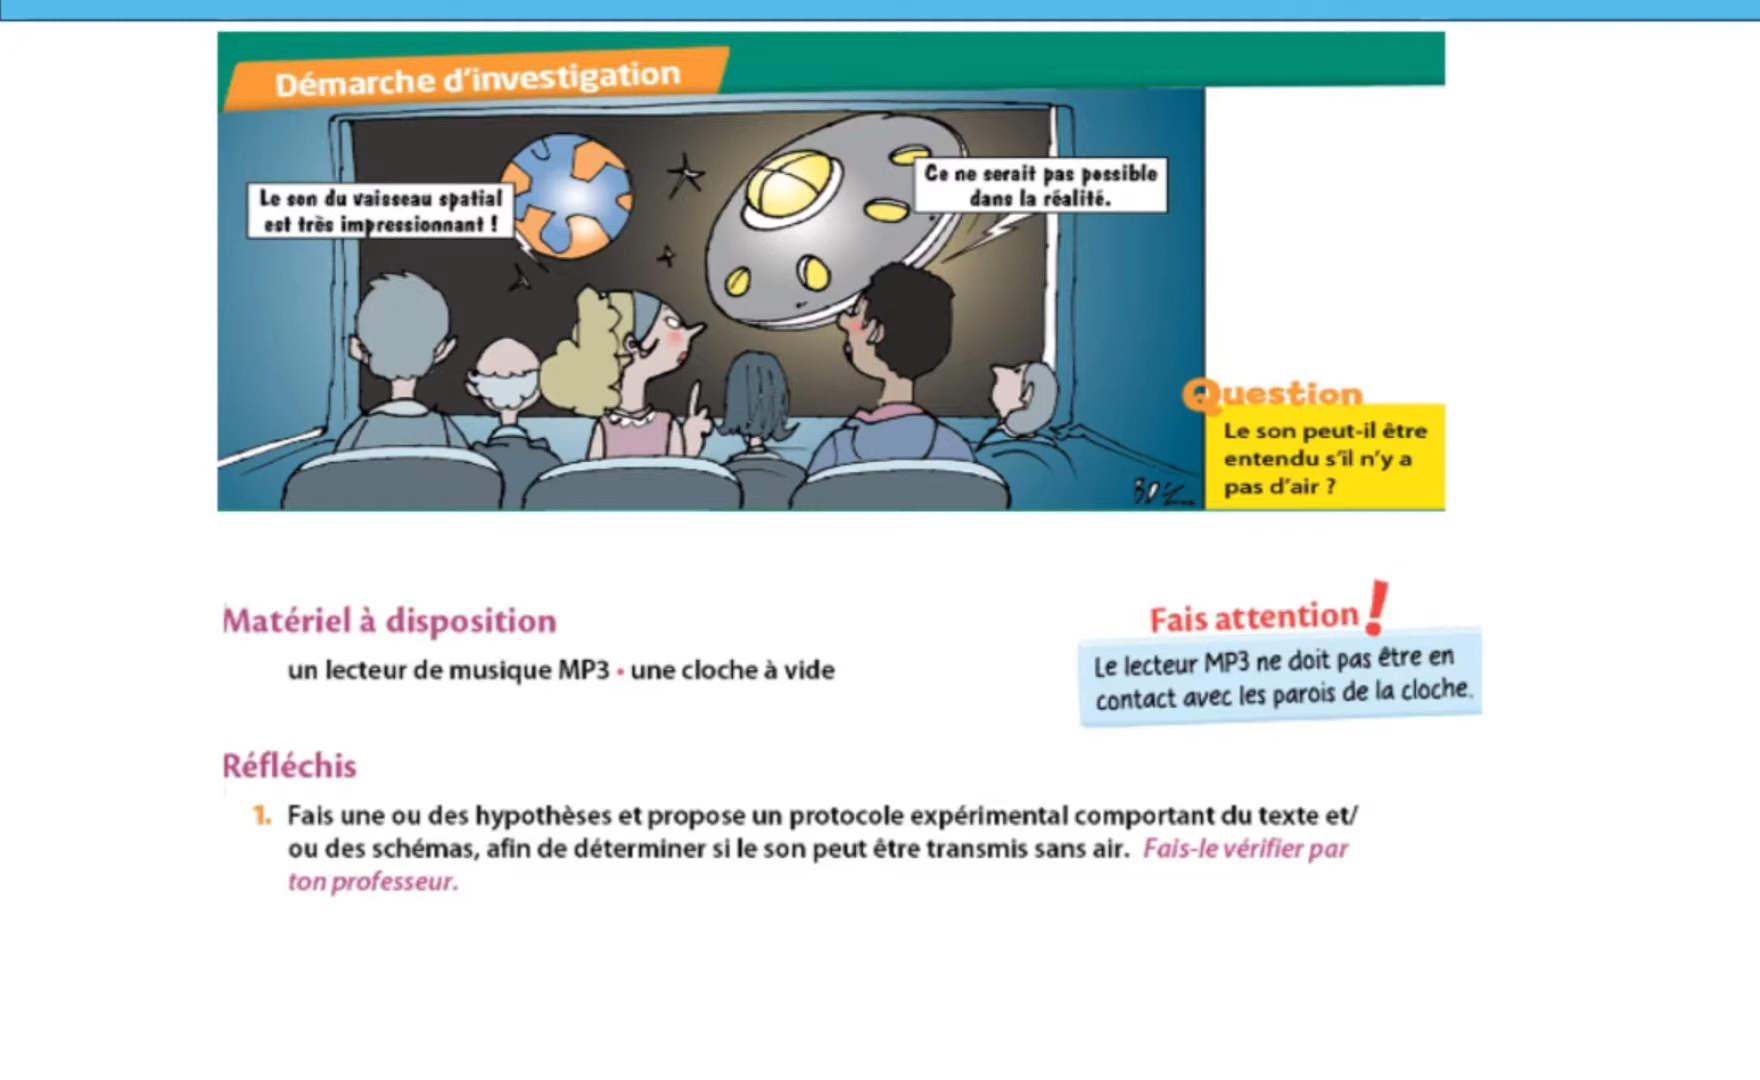 Démarche d'investigation
Le son du vaisseau spatial
est très impressionnant !
Ce ne serait pas possible
dans la réalité.
Question
Le son peut-il être
entendu s'il n'y a
pas d'air ?
Matériel à disposition
un lecteur de musique MP3 • une cloche à vide
Fais attention !
Le lecteur MP3 ne doit pas être en
contact avec les parois de la cloche.
Réfléchis
1. Fais une ou des hypothèses et propose un protocole expérimental comportant du texte et/
ou des schémas, afin de déterminer si le son peut être transmis sans air. Fais-le vérifier par
ton professeur.